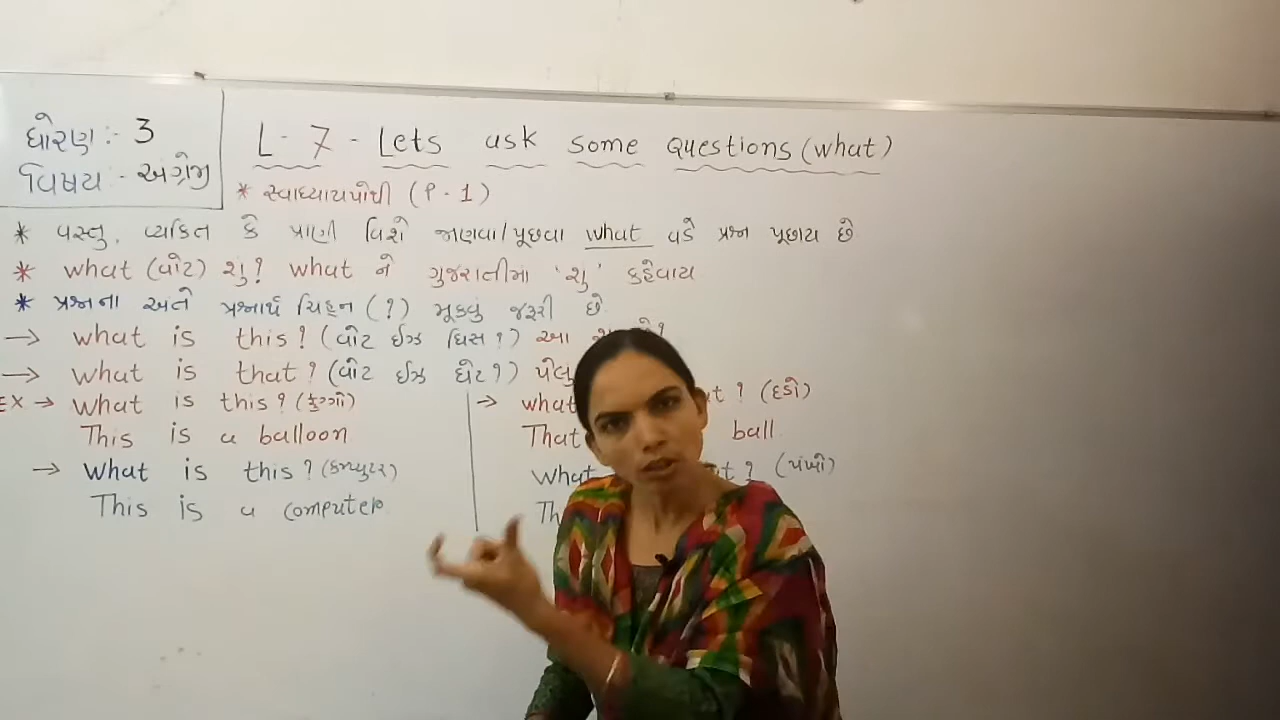 ધોરણ :- 3
વિષય - અંગ્રેજી
L - 7 - Lets ask some Questions (what)
* સ્વાધ્યાયપોથી (P - 1)
* વસ્તુ, વ્યકિત કે પ્રાણી વિશે જાણવા/પૂછવા what વડે પ્રશ્ન પૂછાય છે
* what (વોટ) શું? what ને ગુજરાતીમાં 'શું' કહેવાય
* પ્રશ્નના અંતે પ્રશ્નાર્થ ચિહ્ન (?) મૂકવું જરૂરી છે.
→ what is this? (વોટ ઈઝ ધિસ?) આ
→ what is that? (વોટ ઈઝ ધેટ?) પેલુ
EX → what is this? (ફુગ્ગો)
This is a balloon
→ what is this? (કમ્પ્યુટર)
This is a computer
→ what t? (દડો)
That ball
what t? (પંખો)
Th